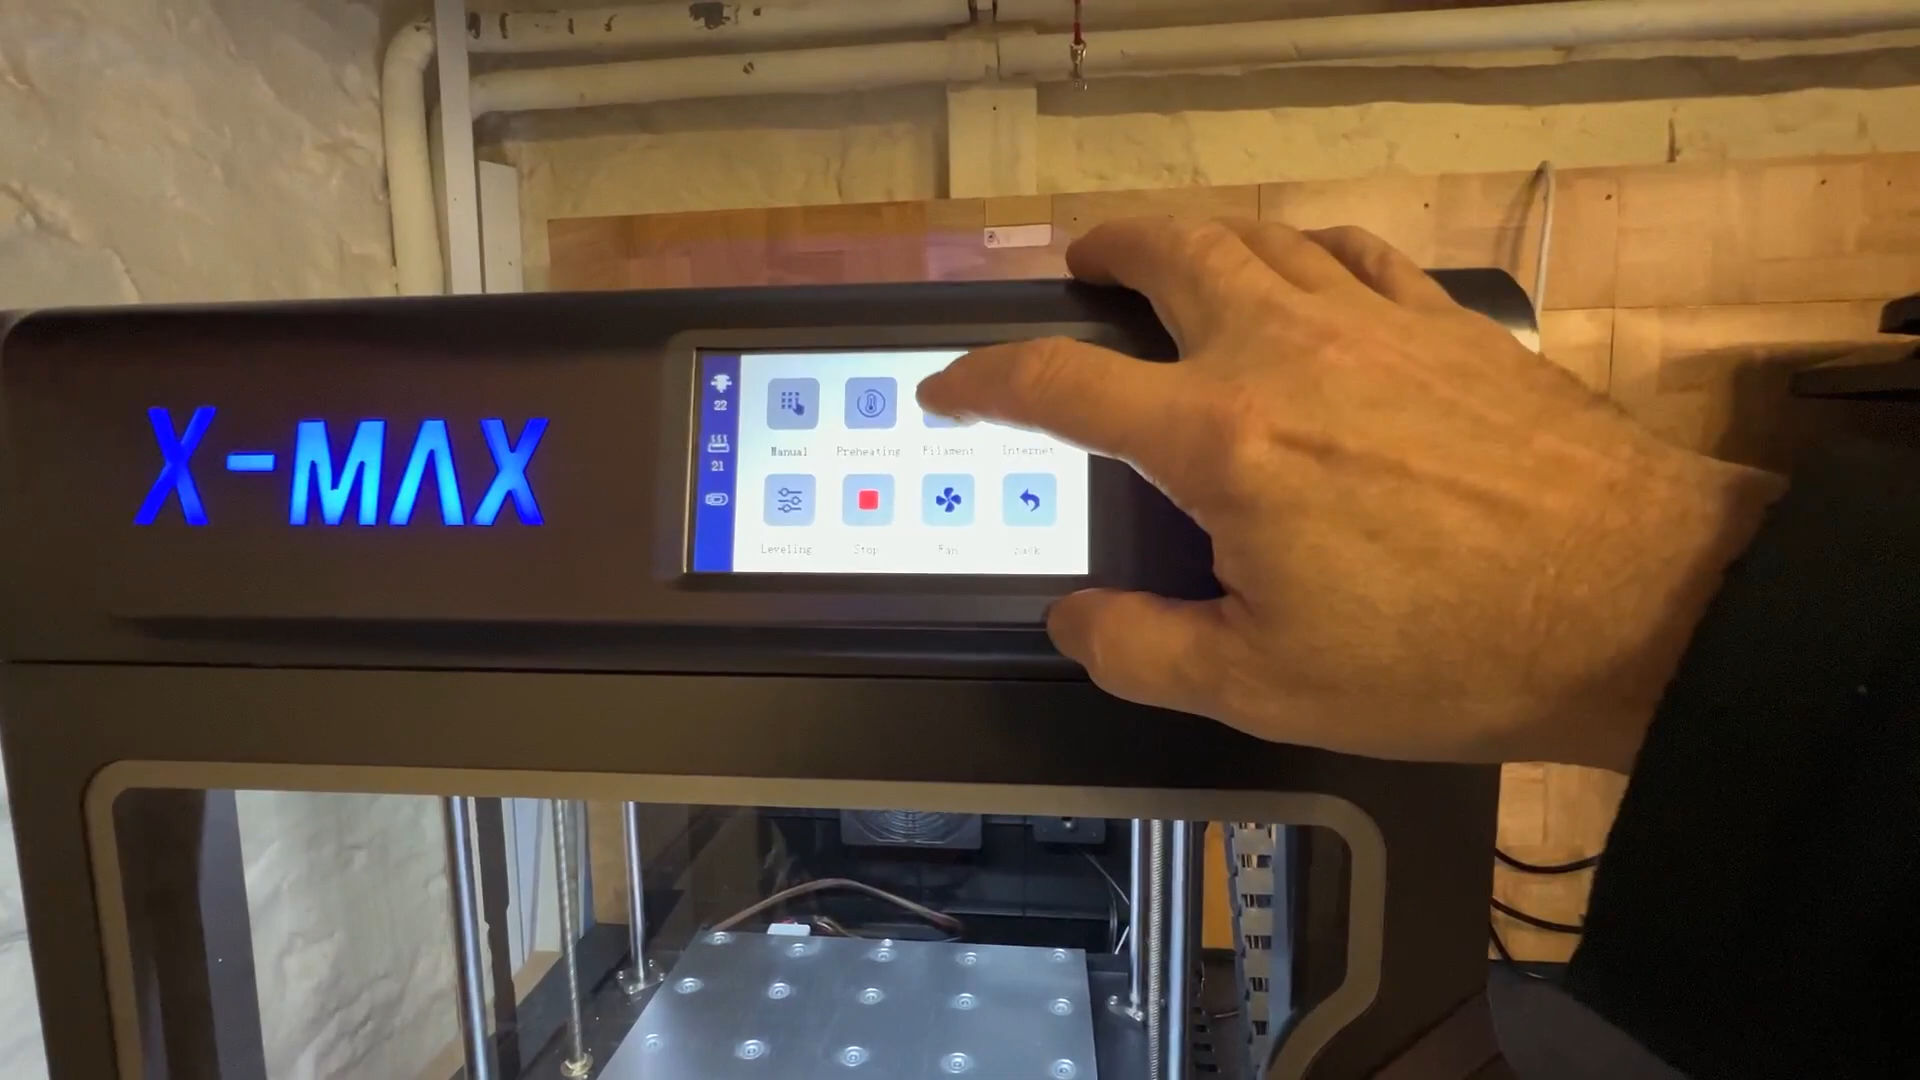 X-MAX
22
21
Manual
Preheating
Filament
Internet
Leveling
Stop
Fan